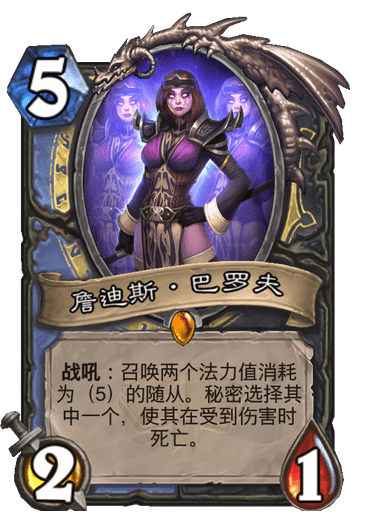 5
詹迪斯·巴罗夫
战吼：召唤两个法力值消耗
为（5）的随从。秘密选择其
中一个，使其在受到伤害时
死亡。
2
1